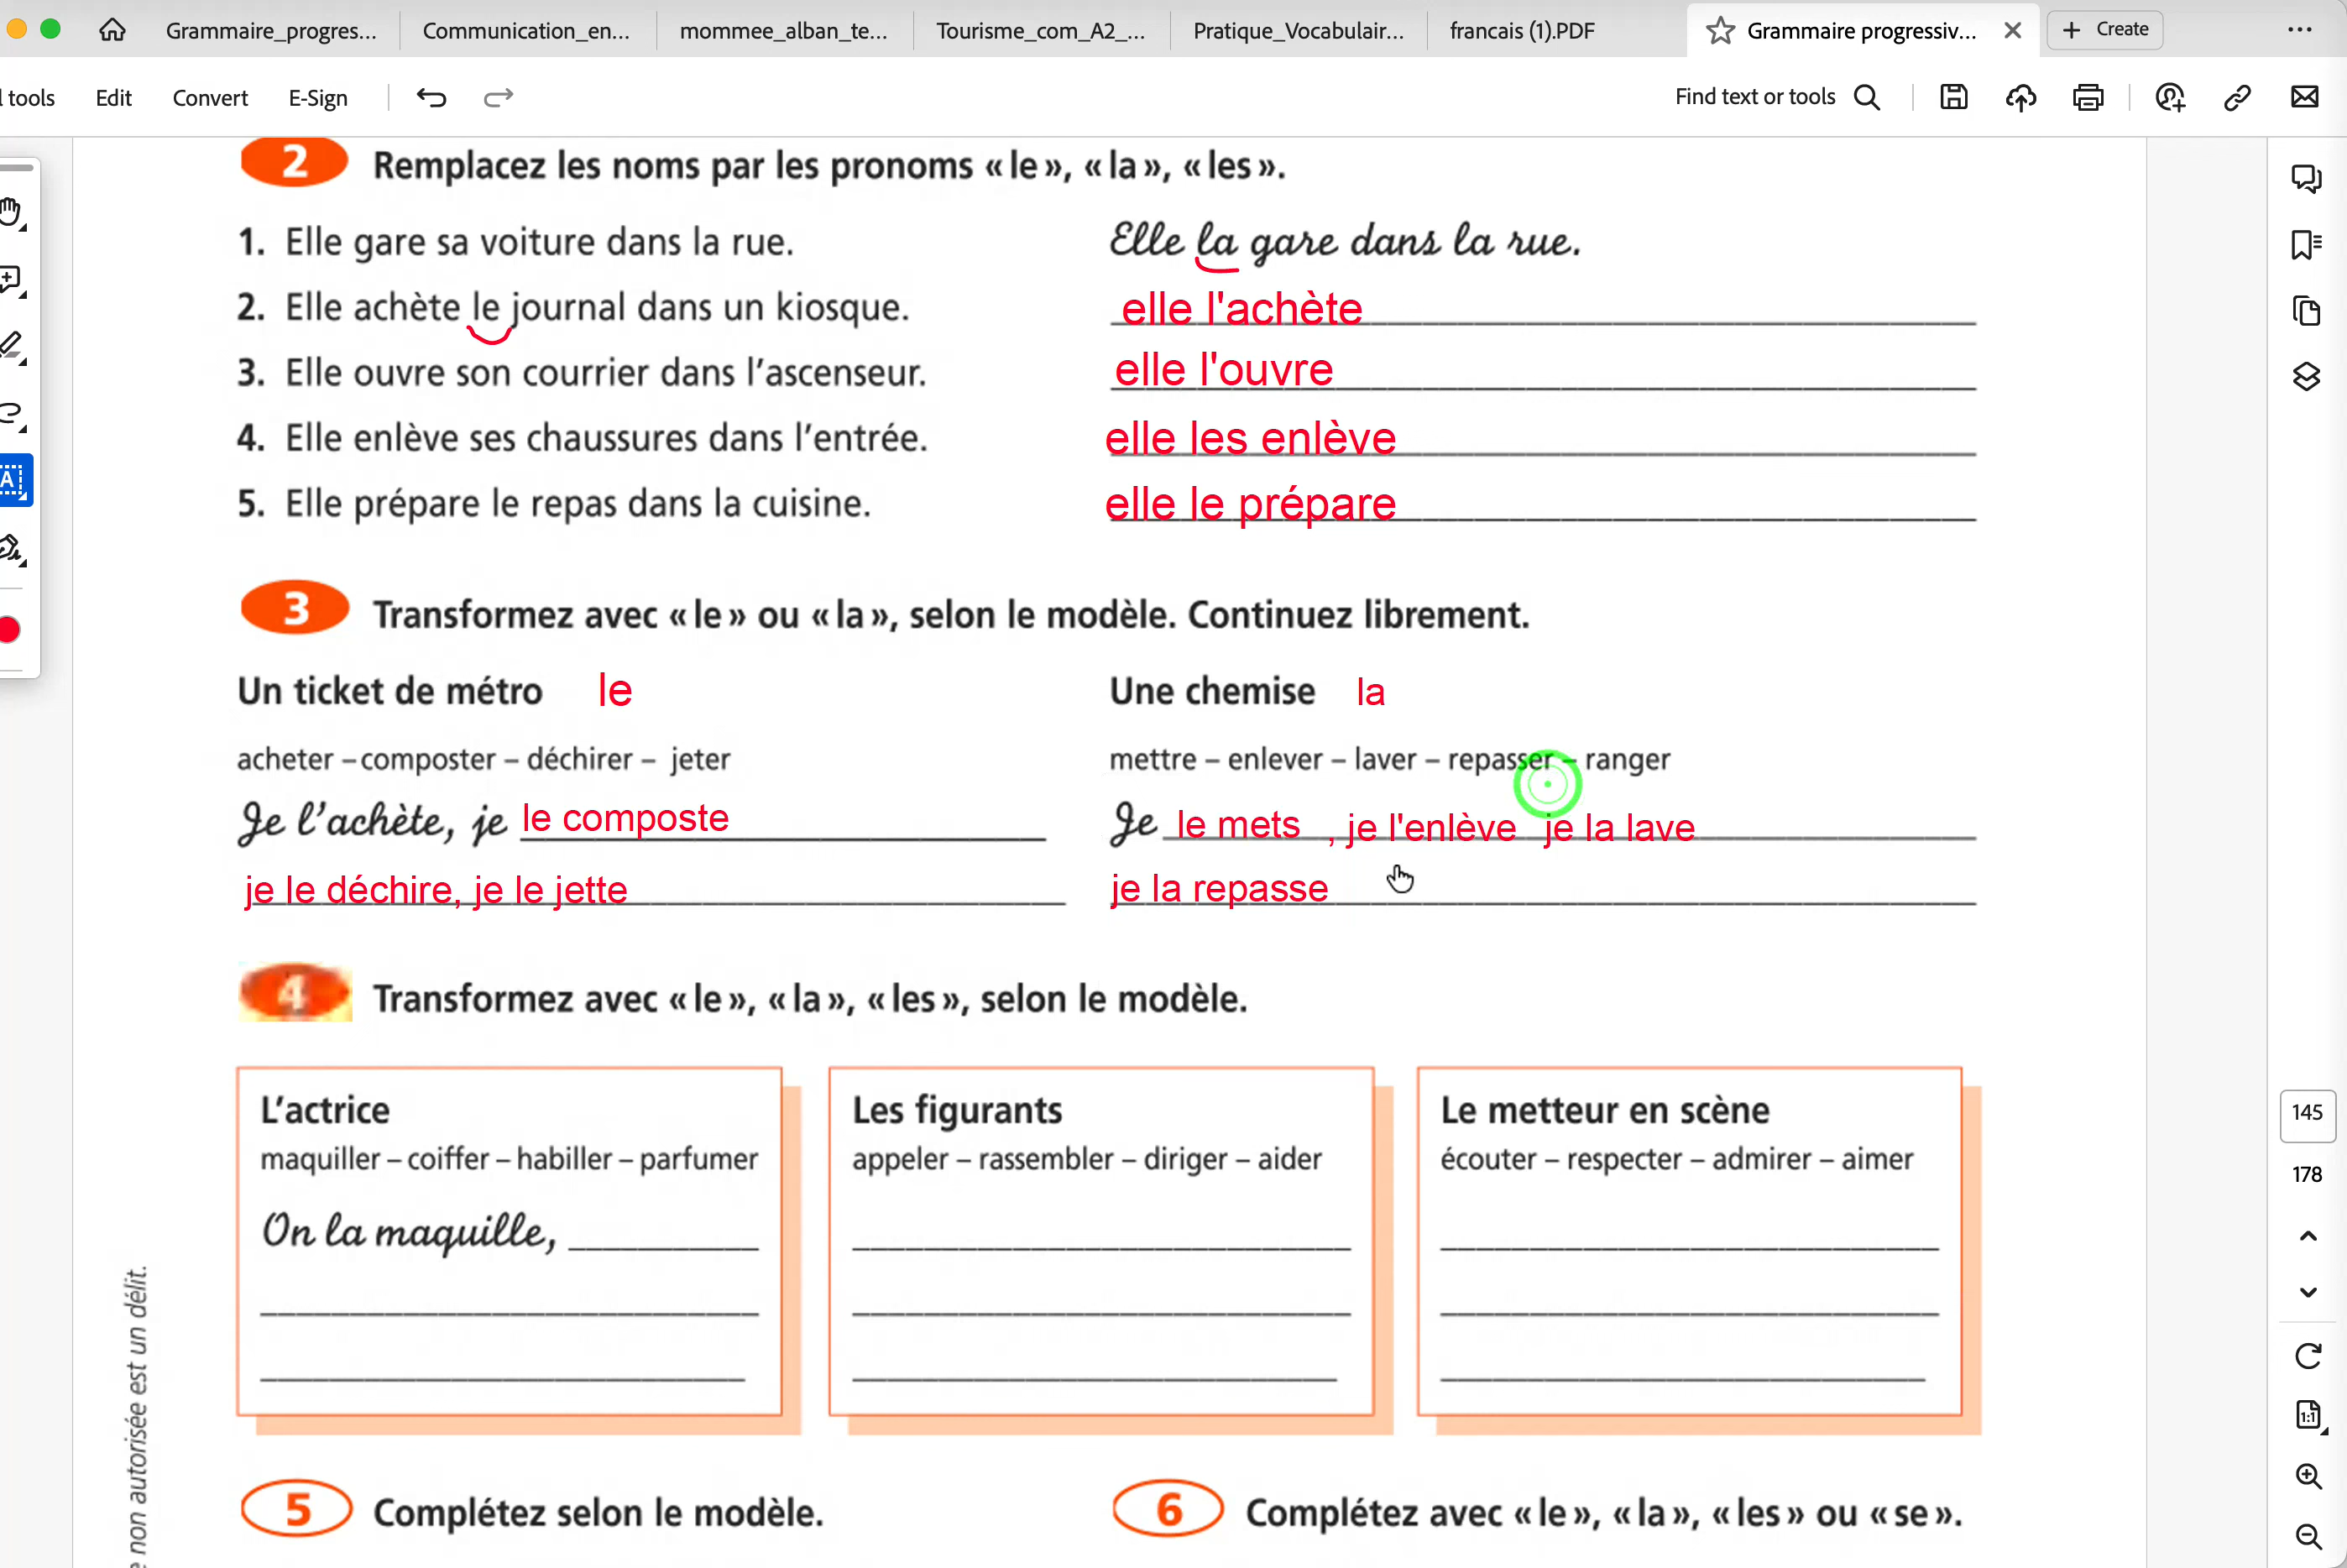 Grammaire_progres... Communication_en... mommee_alban_te... Tourisme_com_A2_... Pratique_Vocabulair... francais (1).PDF Grammaire progressiv... Create
tools Edit Convert E-Sign Find text or tools
2 Remplacez les noms par les pronoms « le », « la », « les ».
1. Elle gare sa voiture dans la rue. Elle la gare dans la rue.
2. Elle achète le journal dans un kiosque. elle l'achète
3. Elle ouvre son courrier dans l'ascenseur. elle l'ouvre
4. Elle enlève ses chaussures dans l'entrée. elle les enlève
5. Elle prépare le repas dans la cuisine. elle le prépare
3 Transformez avec « le » ou « la », selon le modèle. Continuez librement.
Un ticket de métro le Une chemise la
acheter – composter – déchirer – jeter mettre – enlever – laver – repasser – ranger
Je l'achète, je le composte Je le mets , je l'enlève je la lave
je le déchire, je le jette je la repasse
4 Transformez avec « le », « la », « les », selon le modèle.
L'actrice Les figurants Le metteur en scène
maquiller – coiffer – habiller – parfumer appeler – rassembler – diriger – aider écouter – respecter – admirer – aimer
On la maquille,
5 Complétez selon le modèle. 6 Complétez avec « le », « la », « les » ou « se ».
non autorisée est un délit.
145
178
1:1